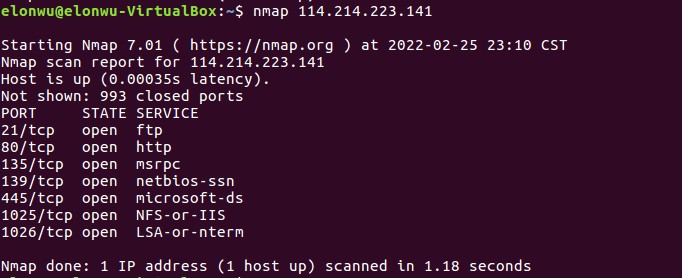 elonwu@elonwu-VirtualBox:~$ nmap 114.214.223.141
Starting Nmap 7.01 ( https://nmap.org ) at 2022-02-25 23:10 CST
Nmap scan report for 114.214.223.141
Host is up (0.00035s latency).
Not shown: 993 closed ports
PORT     STATE SERVICE
21/tcp   open  ftp
80/tcp   open  http
135/tcp  open  msrpc
139/tcp  open  netbios-ssn
445/tcp  open  microsoft-ds
1025/tcp open  NFS-or-IIS
1026/tcp open  LSA-or-nterm
Nmap done: 1 IP address (1 host up) scanned in 1.18 seconds